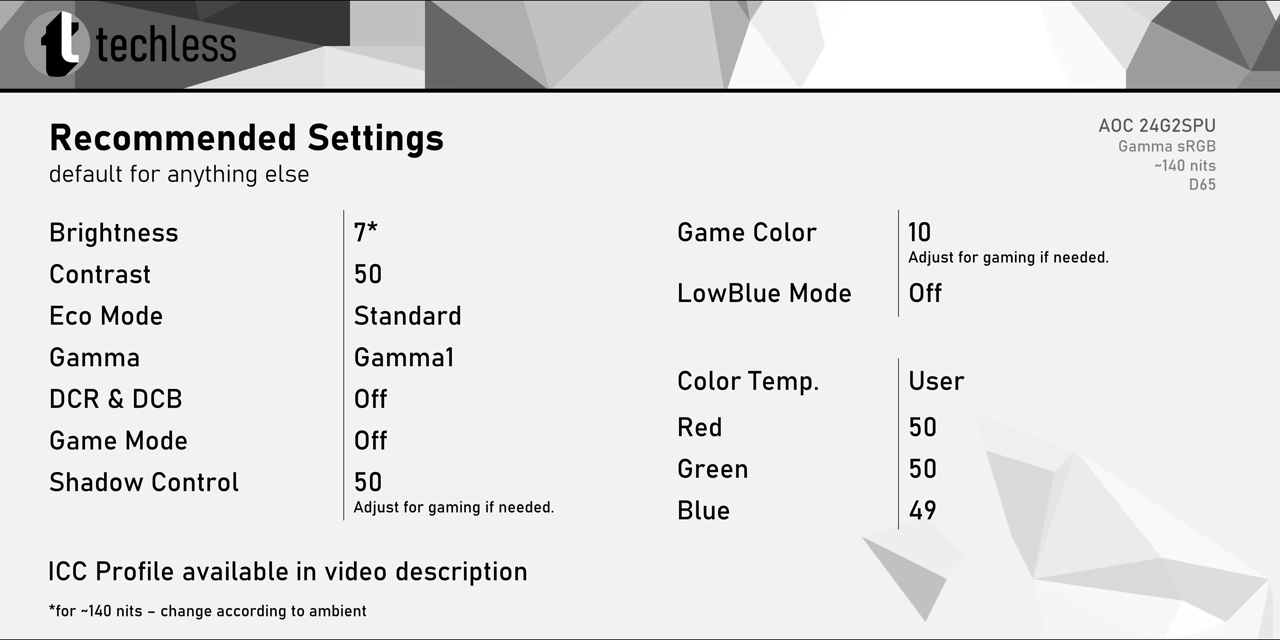 techless
Recommended Settings
default for anything else
AOC 24G2SPU
Gamma sRGB
~140 nits
D65
Brightness 7*
Contrast 50
Eco Mode Standard
Gamma Gamma1
DCR & DCB Off
Game Mode Off
Shadow Control 50
Adjust for gaming if needed.
Game Color 10
Adjust for gaming if needed.
LowBlue Mode Off
Color Temp. User
Red 50
Green 50
Blue 49
ICC Profile available in video description
*for ~140 nits – change according to ambient